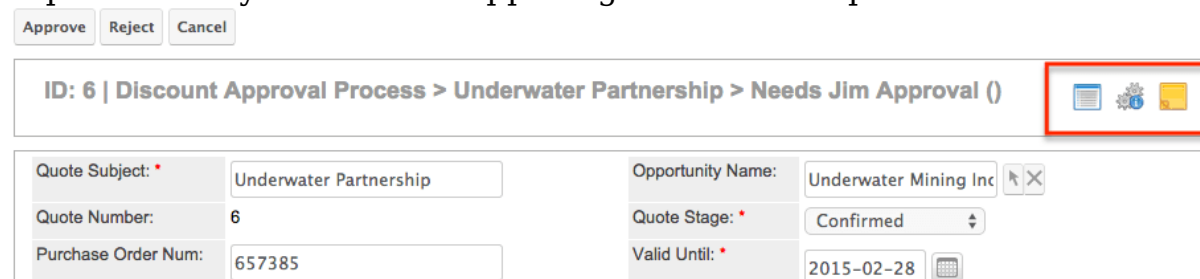 Approve Reject Cancel
ID: 6 | Discount Approval Process > Underwater Partnership > Needs Jim Approval ()
Quote Subject: * Underwater Partnership Opportunity Name: Underwater Mining Inc
Quote Number: 6 Quote Stage: * Confirmed
Purchase Order Num: 657385 Valid Until: * 2015-02-28